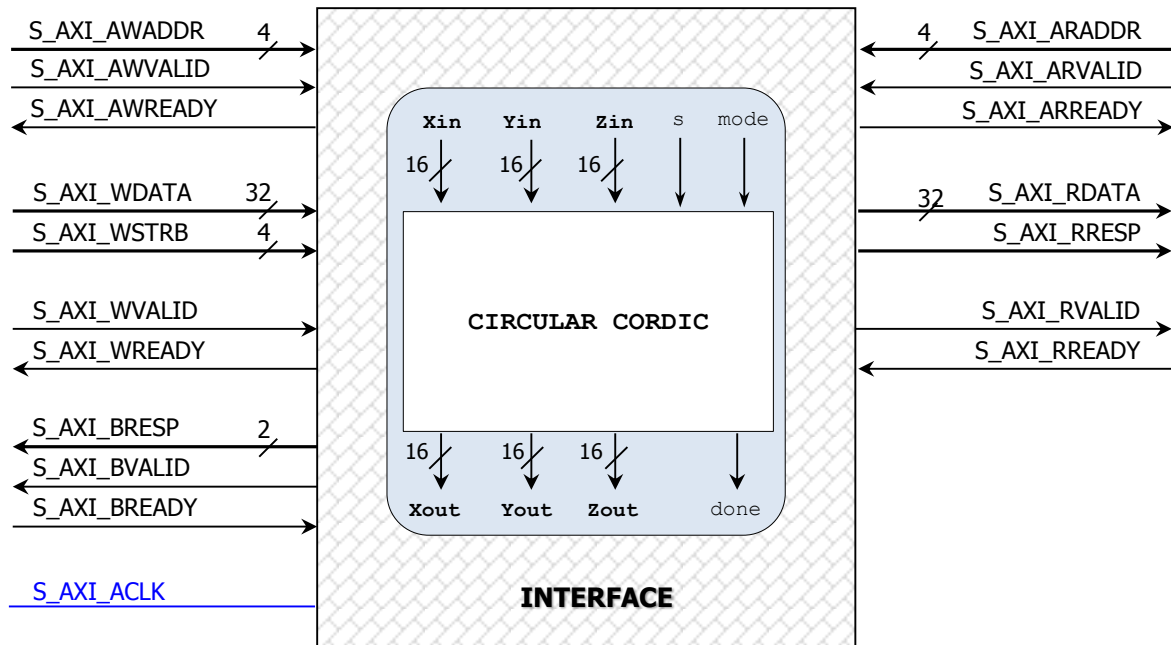 S_AXI_AWADDR 4
S_AXI_AWVALID
S_AXI_AWREADY
S_AXI_WDATA 32
S_AXI_WSTRB 4
S_AXI_WVALID
S_AXI_WREADY
S_AXI_BRESP 2
S_AXI_BVALID
S_AXI_BREADY
S_AXI_ACLK
Xin Yin Zin s mode
16 16 16
CIRCULAR CORDIC
16 16 16
Xout Yout Zout done
INTERFACE
4 S_AXI_ARADDR
S_AXI_ARVALID
S_AXI_ARREADY
32 S_AXI_RDATA
S_AXI_RRESP
S_AXI_RVALID
S_AXI_RREADY